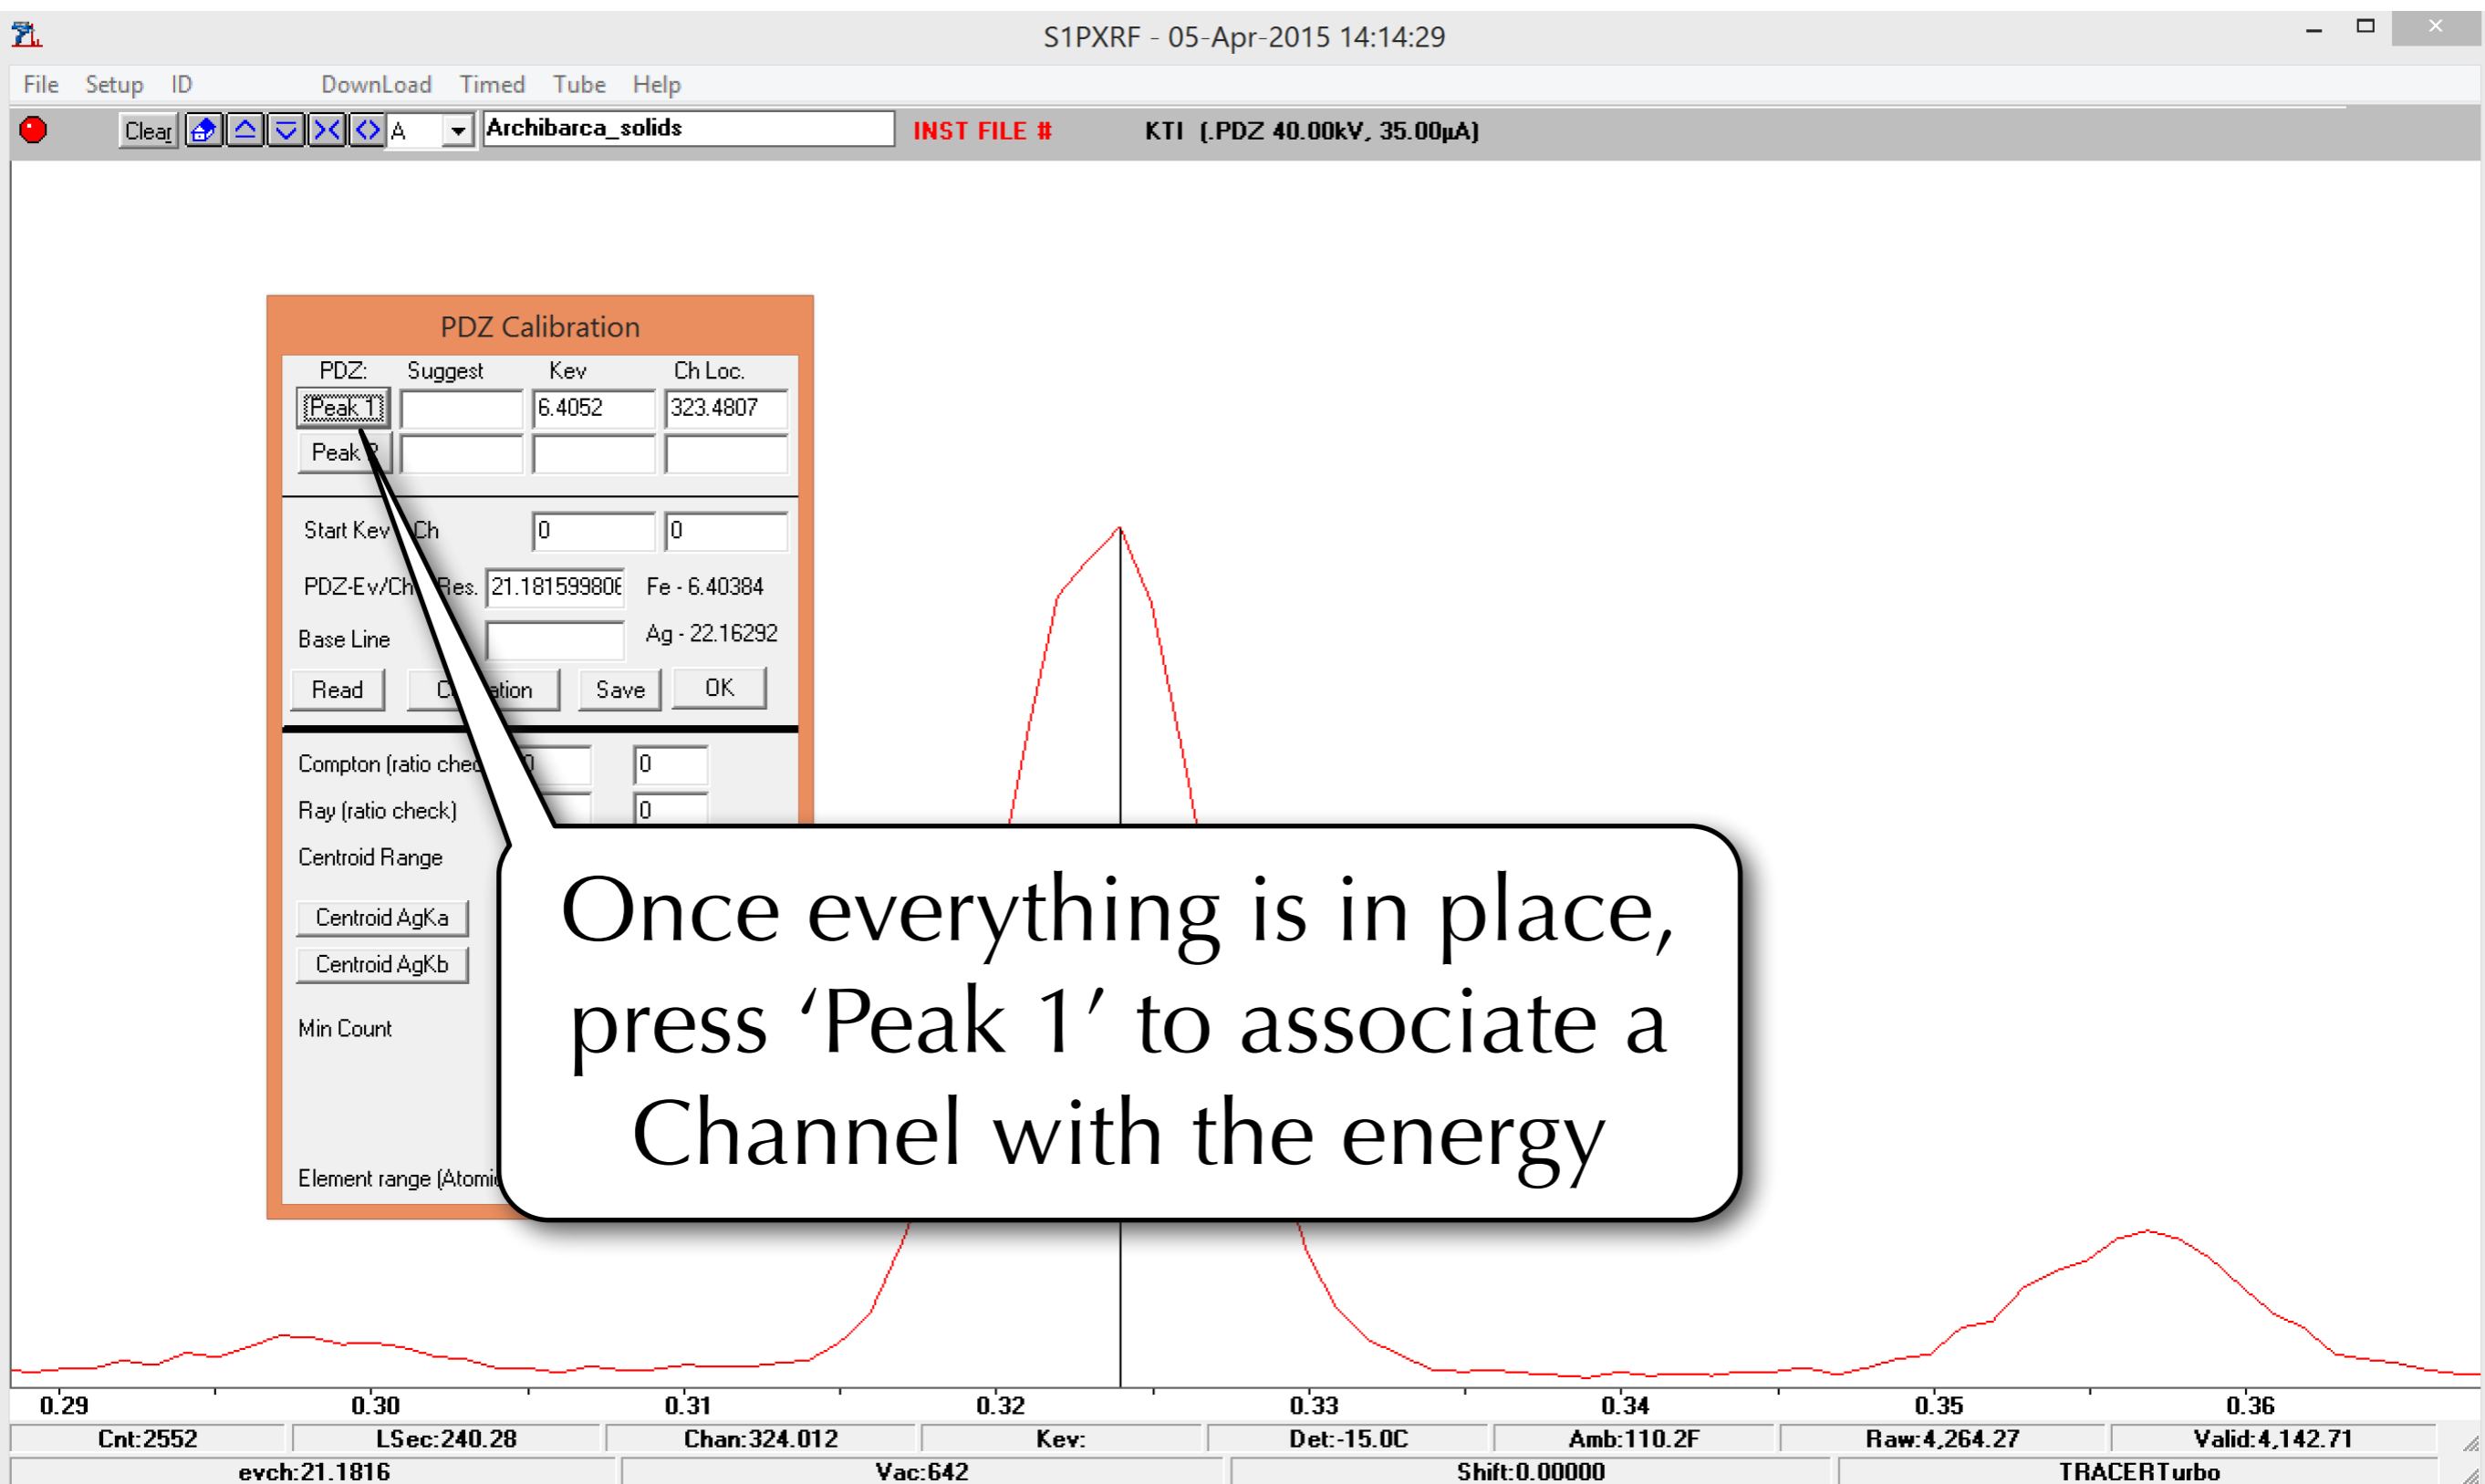 S1PXRF - 05-Apr-2015 14:14:29
File Setup ID DownLoad Timed Tube Help
Clear A Archibarca_solids INST FILE # KTI (.PDZ 40.00kV, 35.00µA)
PDZ Calibration
PDZ: Suggest Kev Ch Loc.
Peak 1 6.4052 323.4807
Peak
Start Kev Ch 0 0
PDZ-Ev/Ch Res. 21.18159980 Fe - 6.40384
Base Line Ag - 22.16292
Read Save OK
Compton (ratio 0
Ray (ratio check) 0
Centroid Range
Centroid AgKa
Centroid AgKb
Min Count
Element range
Once everything is in place,
press ‘Peak 1’ to associate a
Channel with the energy
0.29 0.30 0.31 0.32 0.33 0.34 0.35 0.36
Cnt:2552 LSec:240.28 Chan:324.012 Kev: Det:-15.0C Amb:110.2F Raw:4,264.27 Valid:4,142.71
evch:21.1816 Vac:642 Shift:0.00000 TRACERTurbo